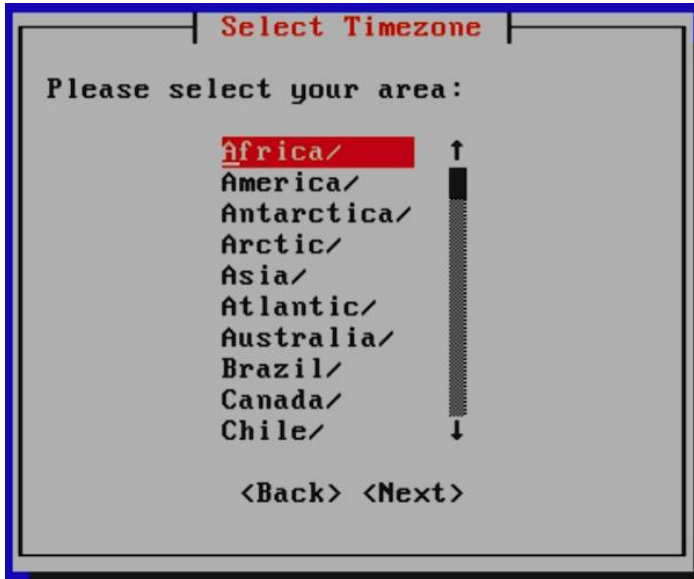 Select Timezone
Please select your area:
Africa/
America/
Antarctica/
Arctic/
Asia/
Atlantic/
Australia/
Brazil/
Canada/
Chile/
<Back> <Next>